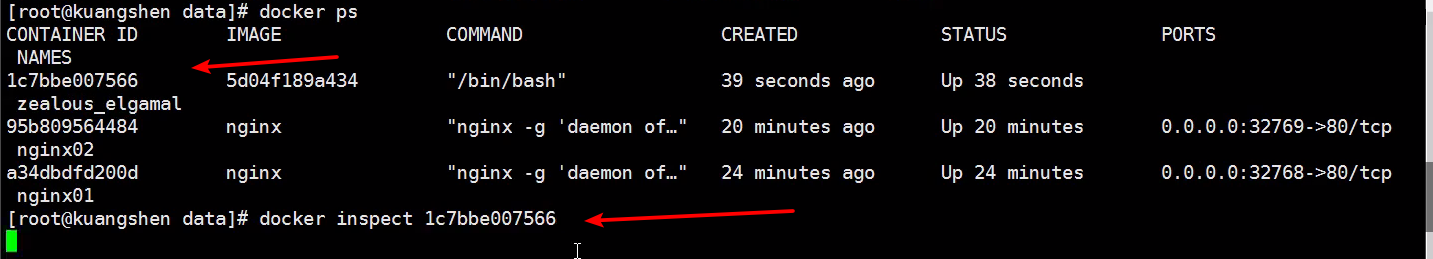 [root@kuangshen data]# docker ps
CONTAINER ID        IMAGE               COMMAND                  CREATED             STATUS              PORTS
 NAMES
1c7bbe007566        5d04f189a434        "/bin/bash"              39 seconds ago      Up 38 seconds
 zealous_elgamal
95b809564484        nginx               "nginx -g 'daemon of…"   20 minutes ago      Up 20 minutes       0.0.0.0:32769->80/tcp
 nginx02
a34dbdfd200d        nginx               "nginx -g 'daemon of…"   24 minutes ago      Up 24 minutes       0.0.0.0:32768->80/tcp
 nginx01
[root@kuangshen data]# docker inspect 1c7bbe007566